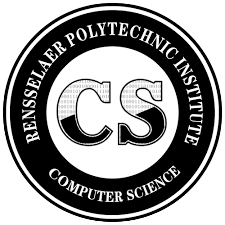 RENSSELAER POLYTECHNIC INSTITUTE
CS
COMPUTER SCIENCE